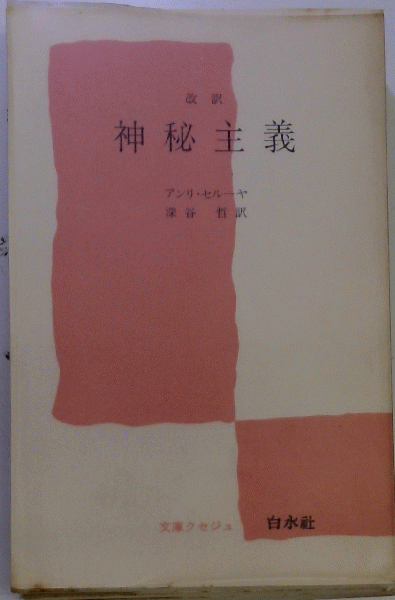 改訳
神秘主義
アンリ・セルーヤ
深谷 哲訳
文庫クセジュ 白水社